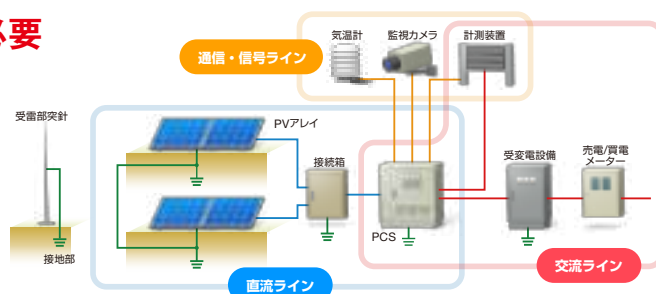 必要
通信・信号ライン
気温計
監視カメラ
計測装置
受雷部突針
PVアレイ
接続箱
受変電設備
売電/買電
メーター
PCS
接地部
直流ライン
交流ライン